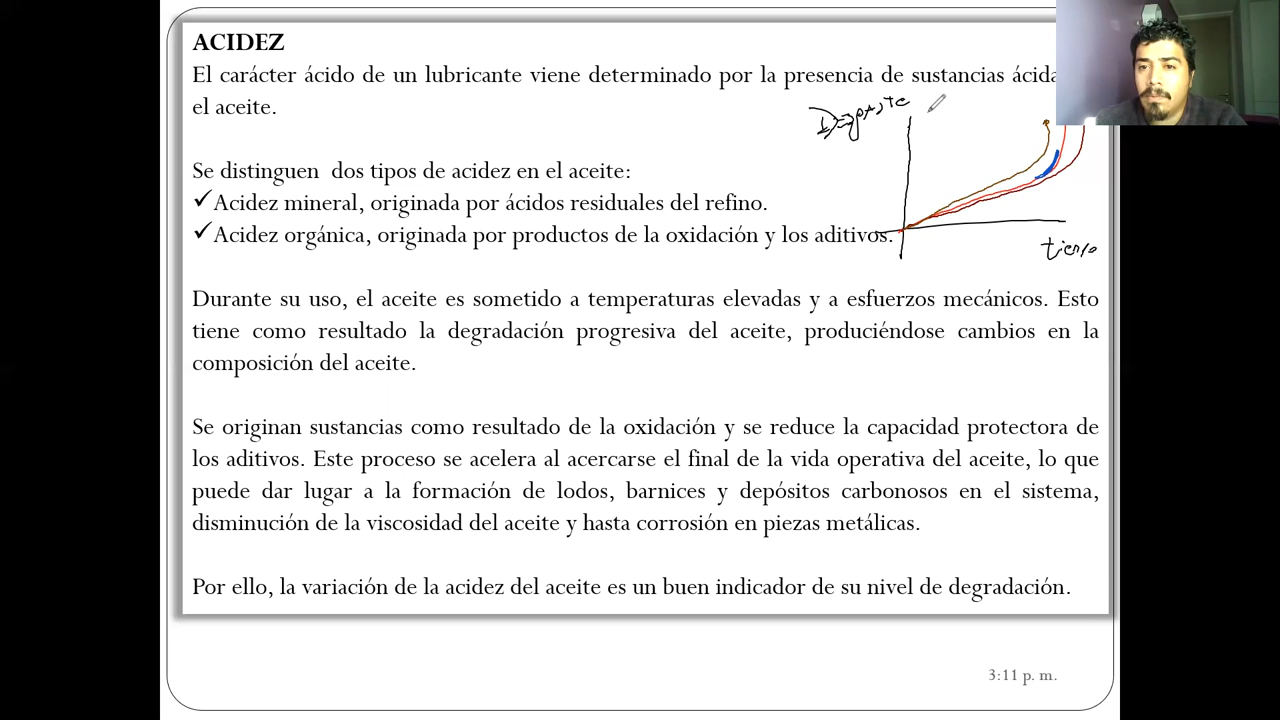 ACIDEZ
El carácter ácido de un lubricante viene determinado por la presencia de sustancias
el aceite.
Desgaste
Se distinguen dos tipos de acidez en el aceite:
✓Acidez mineral, originada por ácidos residuales del refino.
✓Acidez orgánica, originada por productos de la oxidación y los aditivos.
Durante su uso, el aceite es sometido a temperaturas elevadas y a esfuerzos mecánicos. Esto
tiene como resultado la degradación progresiva del aceite, produciéndose cambios en la
composición del aceite.
Se originan sustancias como resultado de la oxidación y se reduce la capacidad protectora de
los aditivos. Este proceso se acelera al acercarse el final de la vida operativa del aceite, lo que
puede dar lugar a la formación de lodos, barnices y depósitos carbonosos en el sistema,
disminución de la viscosidad del aceite y hasta corrosión en piezas metálicas.
Por ello, la variación de la acidez del aceite es un buen indicador de su nivel de degradación.
3:11 p. m.